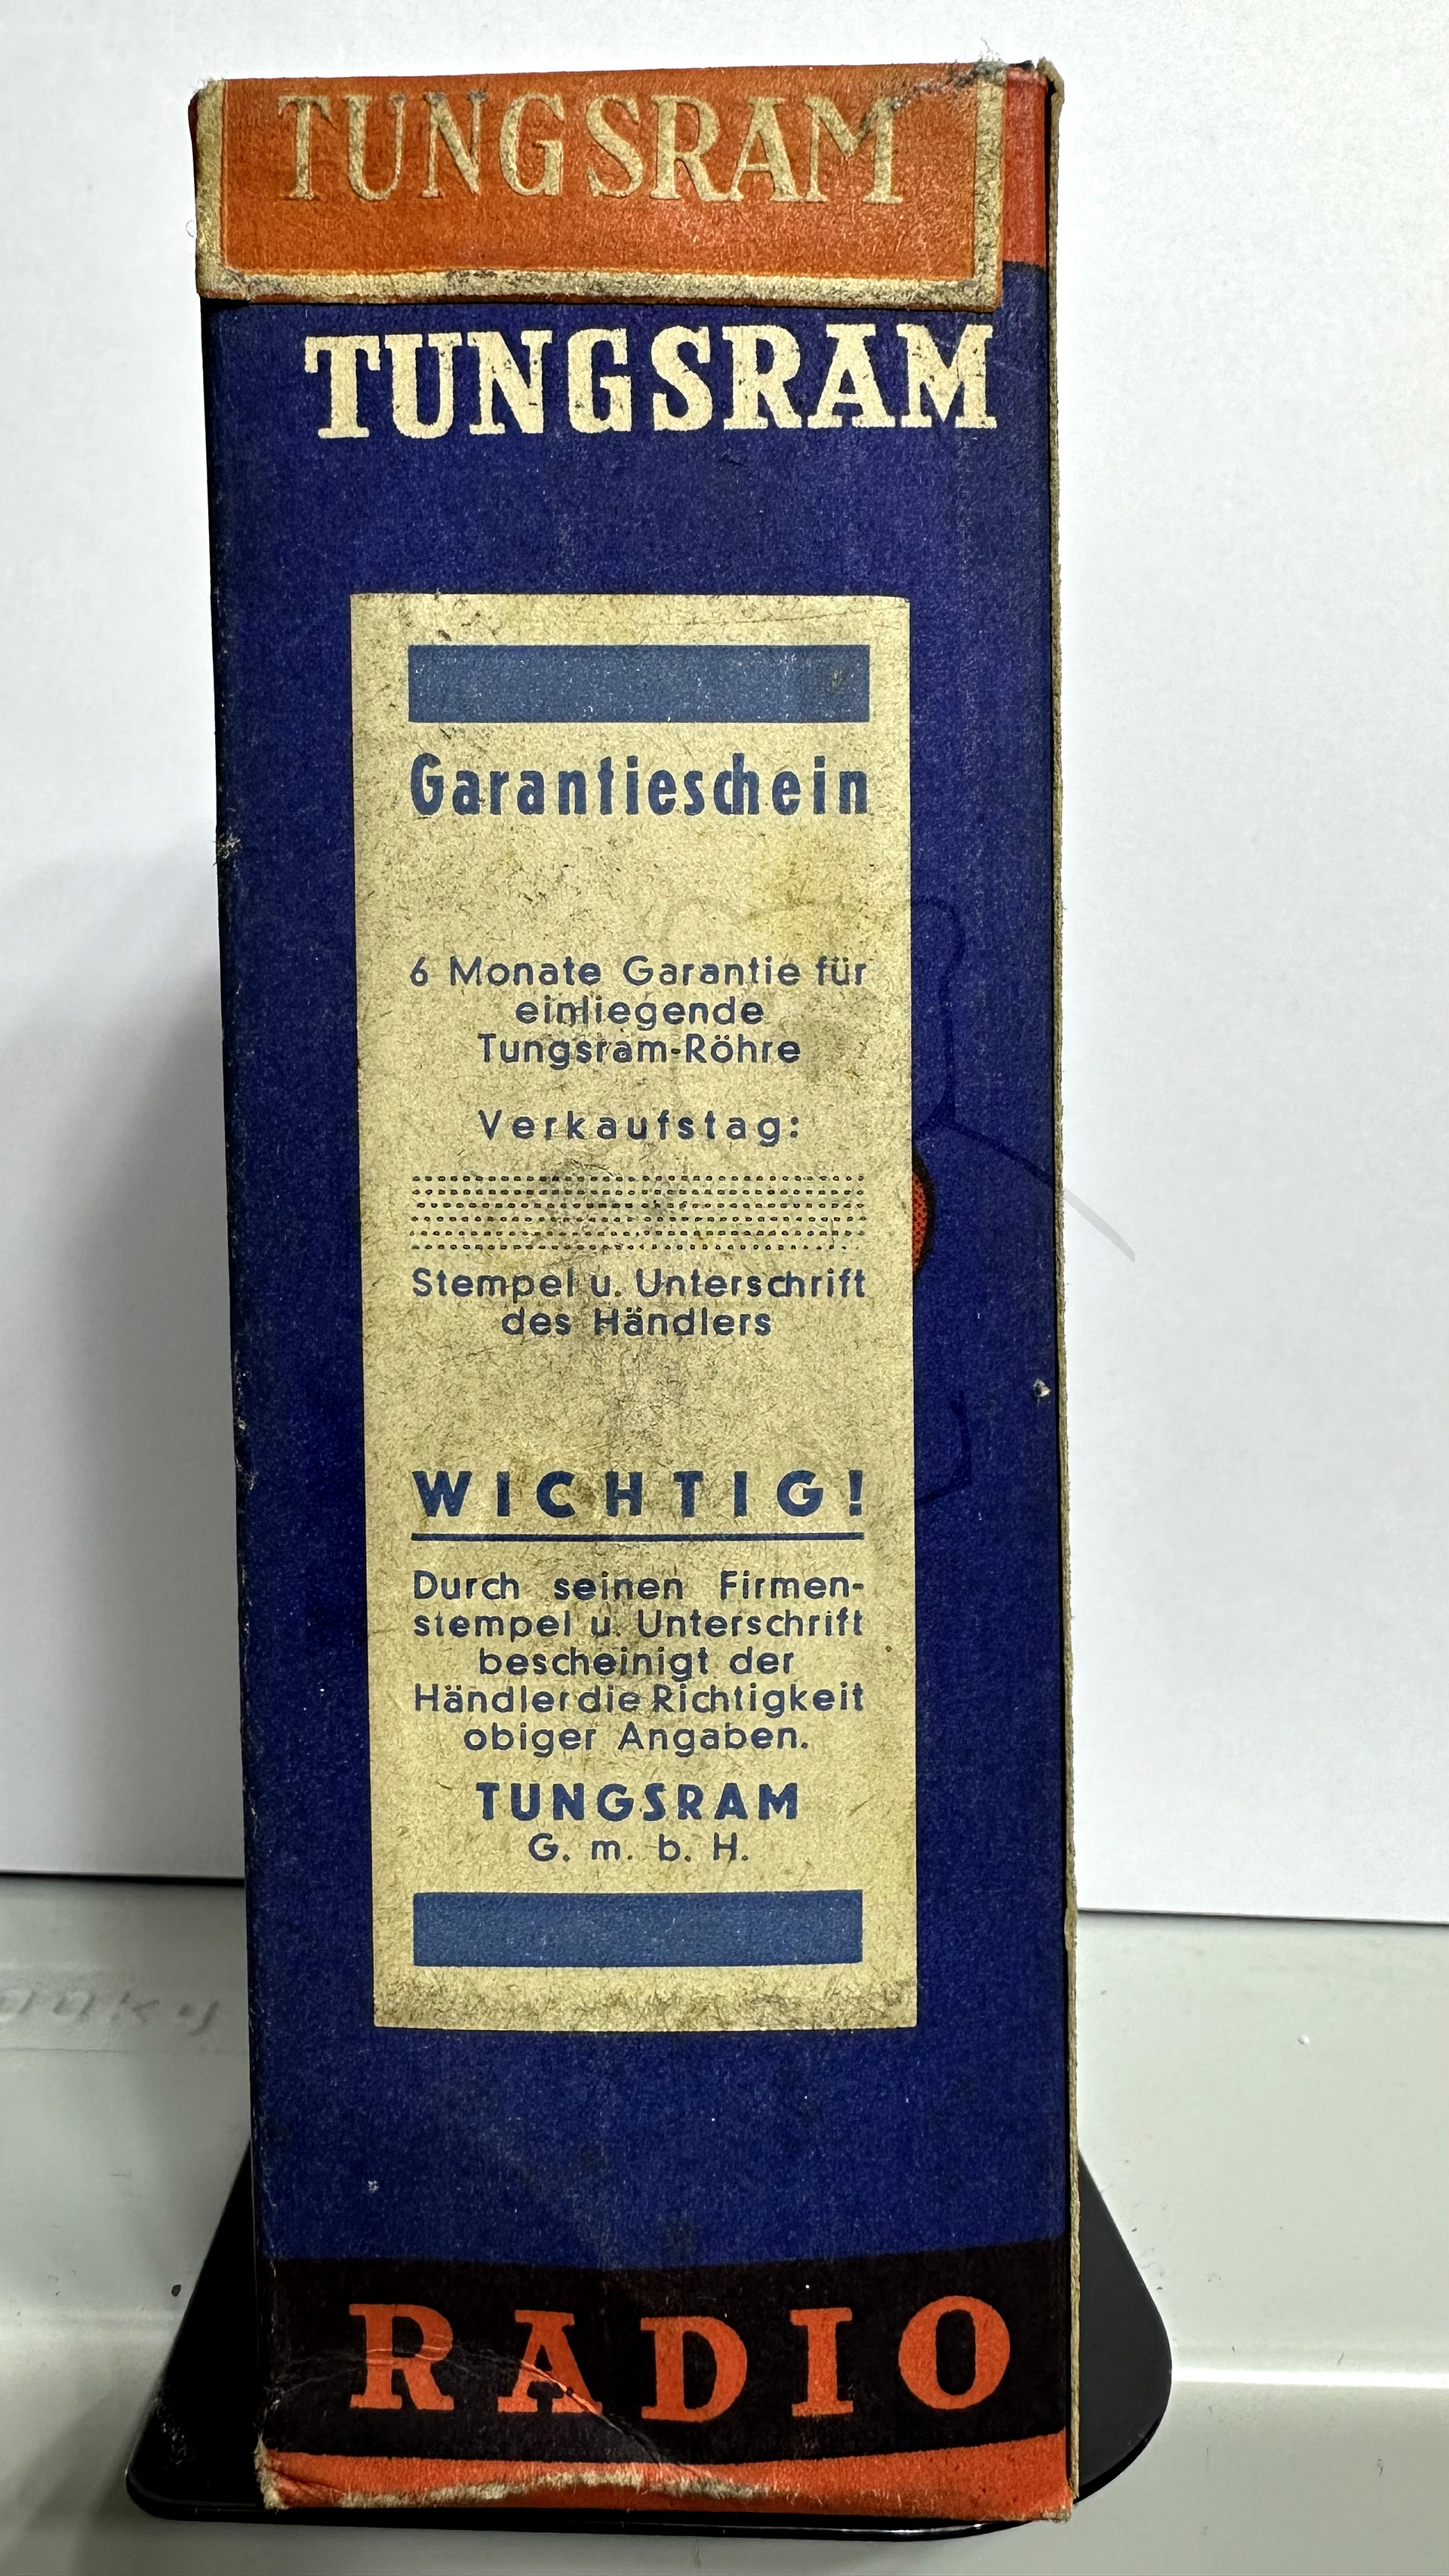 TUNGSRAM
TUNGSRAM
Garantieschein
6 Monate Garantie für
einliegende
Tungsram-Röhre
Verkaufstag:
Stempel u. Unterschrift
des Händlers
WICHTIG!
Durch seinen Firmen-
stempel u. Unterschrift
bescheinigt der
Händler die Richtigkeit
obiger Angaben.
TUNGSRAM
G. m. b. H.
RADIO